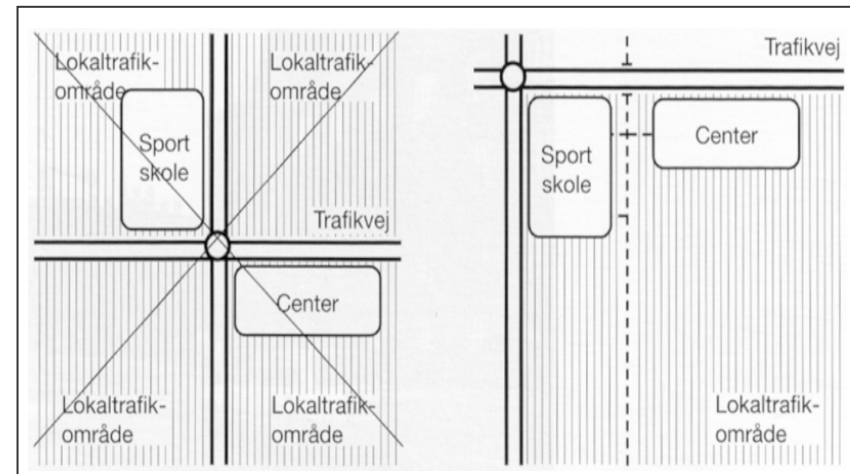 Lokaltrafik-
område
Lokaltrafik-
område
Sport
skole
Trafikvej
Center
Lokaltrafik-
område
Lokaltrafik-
område
Trafikvej
Sport
skole
Center
Lokaltrafik-
område